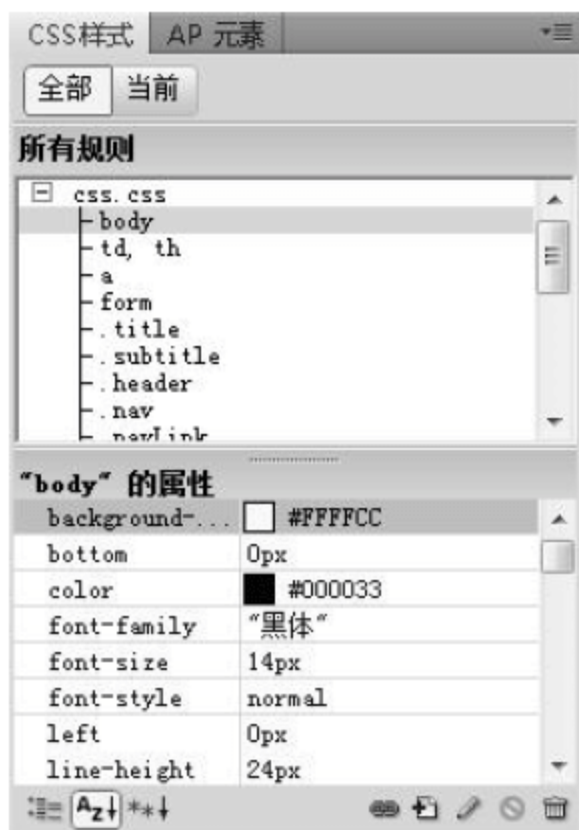 CSS样式 AP 元素
全部 当前
所有规则
css.css
body
td, th
a
form
.title
.subtitle
.header
.nav
.navLink
"body" 的属性
background-... #FFFFCC
bottom 0px
color #000033
font-family "黑体"
font-size 14px
font-style normal
left 0px
line-height 24px
AZ **